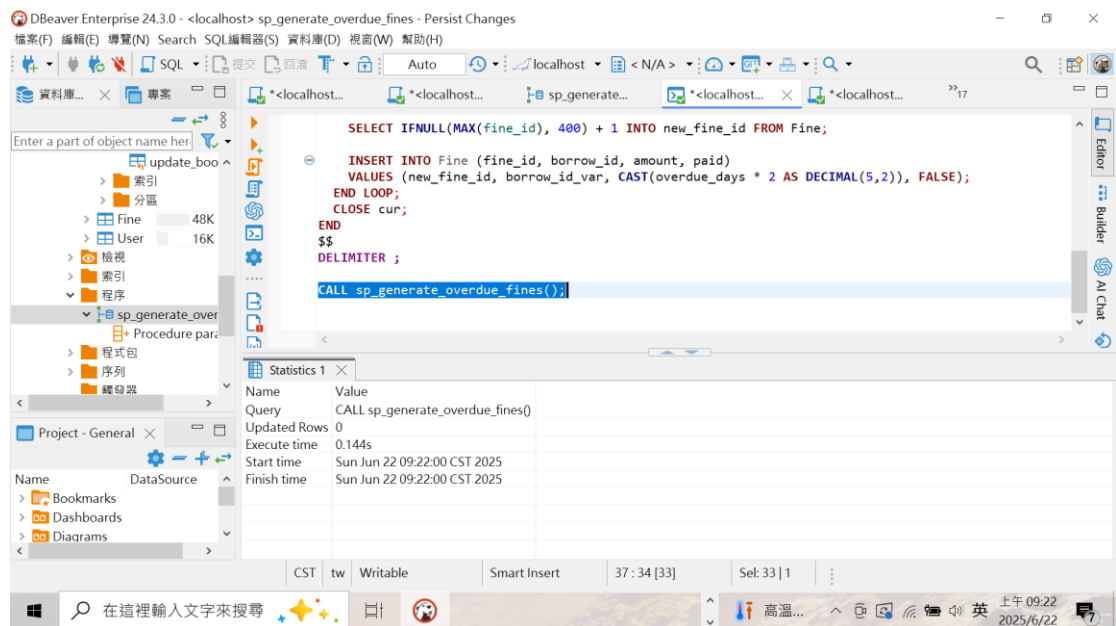 DBeaver Enterprise 24.3.0 - <localhost> sp_generate_overdue_fines - Persist Changes
檔案(F) 編輯(E) 導覽(N) Search SQL編輯器(S) 資料庫(D) 視窗(W) 幫助(H)
SQL 提交 回滾 Auto localhost < N/A >
資料庫... 專案 *<localhost... *<localhost... sp_generate... *<localhost... *<localhost... »17
Enter a part of object name her
update_boo
索引
分區
Fine 48K
User 16K
檢視
索引
程序
sp_generate_over
Procedure para
程式包
序列
觸發器
SELECT IFNULL(MAX(fine_id), 400) + 1 INTO new_fine_id FROM Fine;
INSERT INTO Fine (fine_id, borrow_id, amount, paid)
VALUES (new_fine_id, borrow_id_var, CAST(overdue_days * 2 AS DECIMAL(5,2)), FALSE);
END LOOP;
CLOSE cur;
END
$$
DELIMITER ;
CALL sp_generate_overdue_fines();
Editor
Builder
AI Chat
Statistics 1
Name Value
Query CALL sp_generate_overdue_fines()
Updated Rows 0
Execute time 0.144s
Start time Sun Jun 22 09:22:00 CST 2025
Finish time Sun Jun 22 09:22:00 CST 2025
Project - General
Name DataSource
Bookmarks
Dashboards
Diagrams
CST tw Writable Smart Insert 37 : 34 [33] Sel: 33 | 1
在這裡輸入文字來搜尋 高溫... 英 上午 09:22
2025/6/22 7